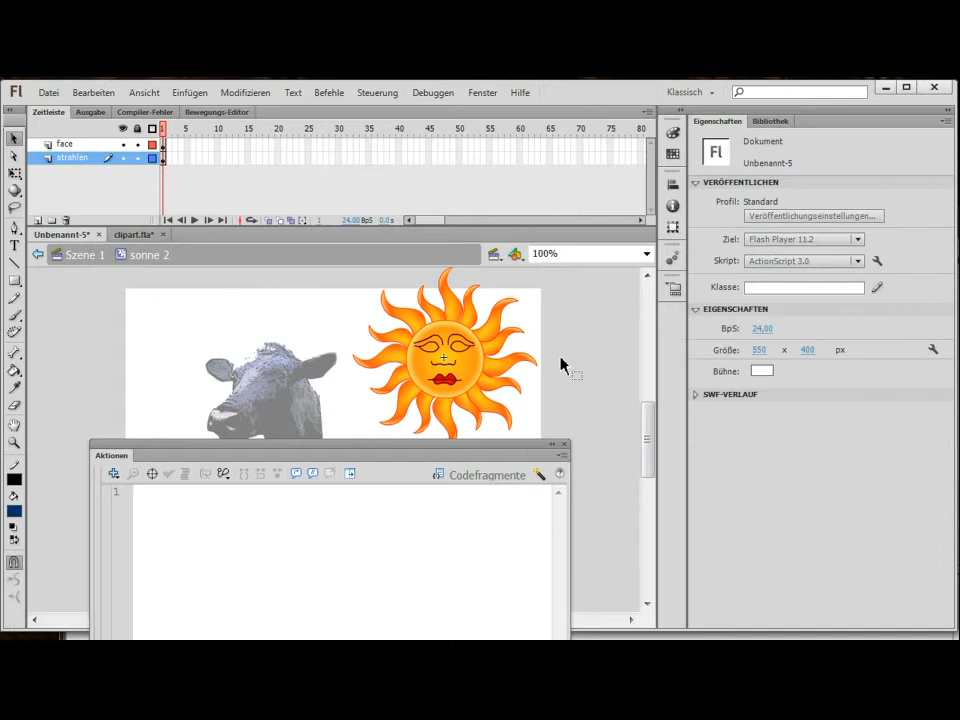 Fl Datei Bearbeiten Ansicht Einfügen Modifizieren Text Befehle Steuerung Debuggen Fenster Hilfe Klassisch
Zeitleiste Ausgabe Compiler-Fehler Bewegungs-Editor
1 5 10 15 20 25 30 35 40 45 50 55 60 65 70 75 80
face
strahlen
1 24,00 BpS 0,0 s
Unbenannt-5* × clipart.fla* ×
Szene 1 sonne 2 100%
Aktionen
Codefragmente
1
Eigenschaften Bibliothek
Fl
Dokument
Unbenannt-5
VERÖFFENTLICHEN
Profil: Standard
Veröffentlichungseinstellungen...
Ziel: Flash Player 11.2
Skript: ActionScript 3.0
Klasse:
EIGENSCHAFTEN
BpS: 24,00
Größe: 550 x 400 px
Bühne:
SWF-VERLAUF